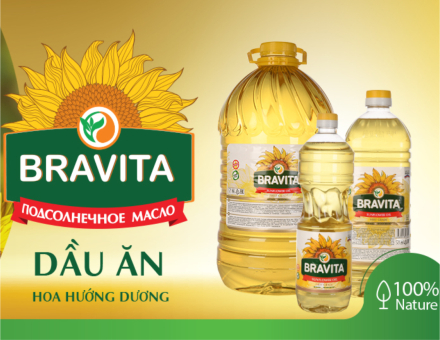 BRAVITA
ПОДСОЛНЕЧНОЕ МАСЛО
DẦU ĂN
HOA HƯỚNG DƯƠNG
BRAVITA
BRAVITA
BRAVITA
100%
Nature